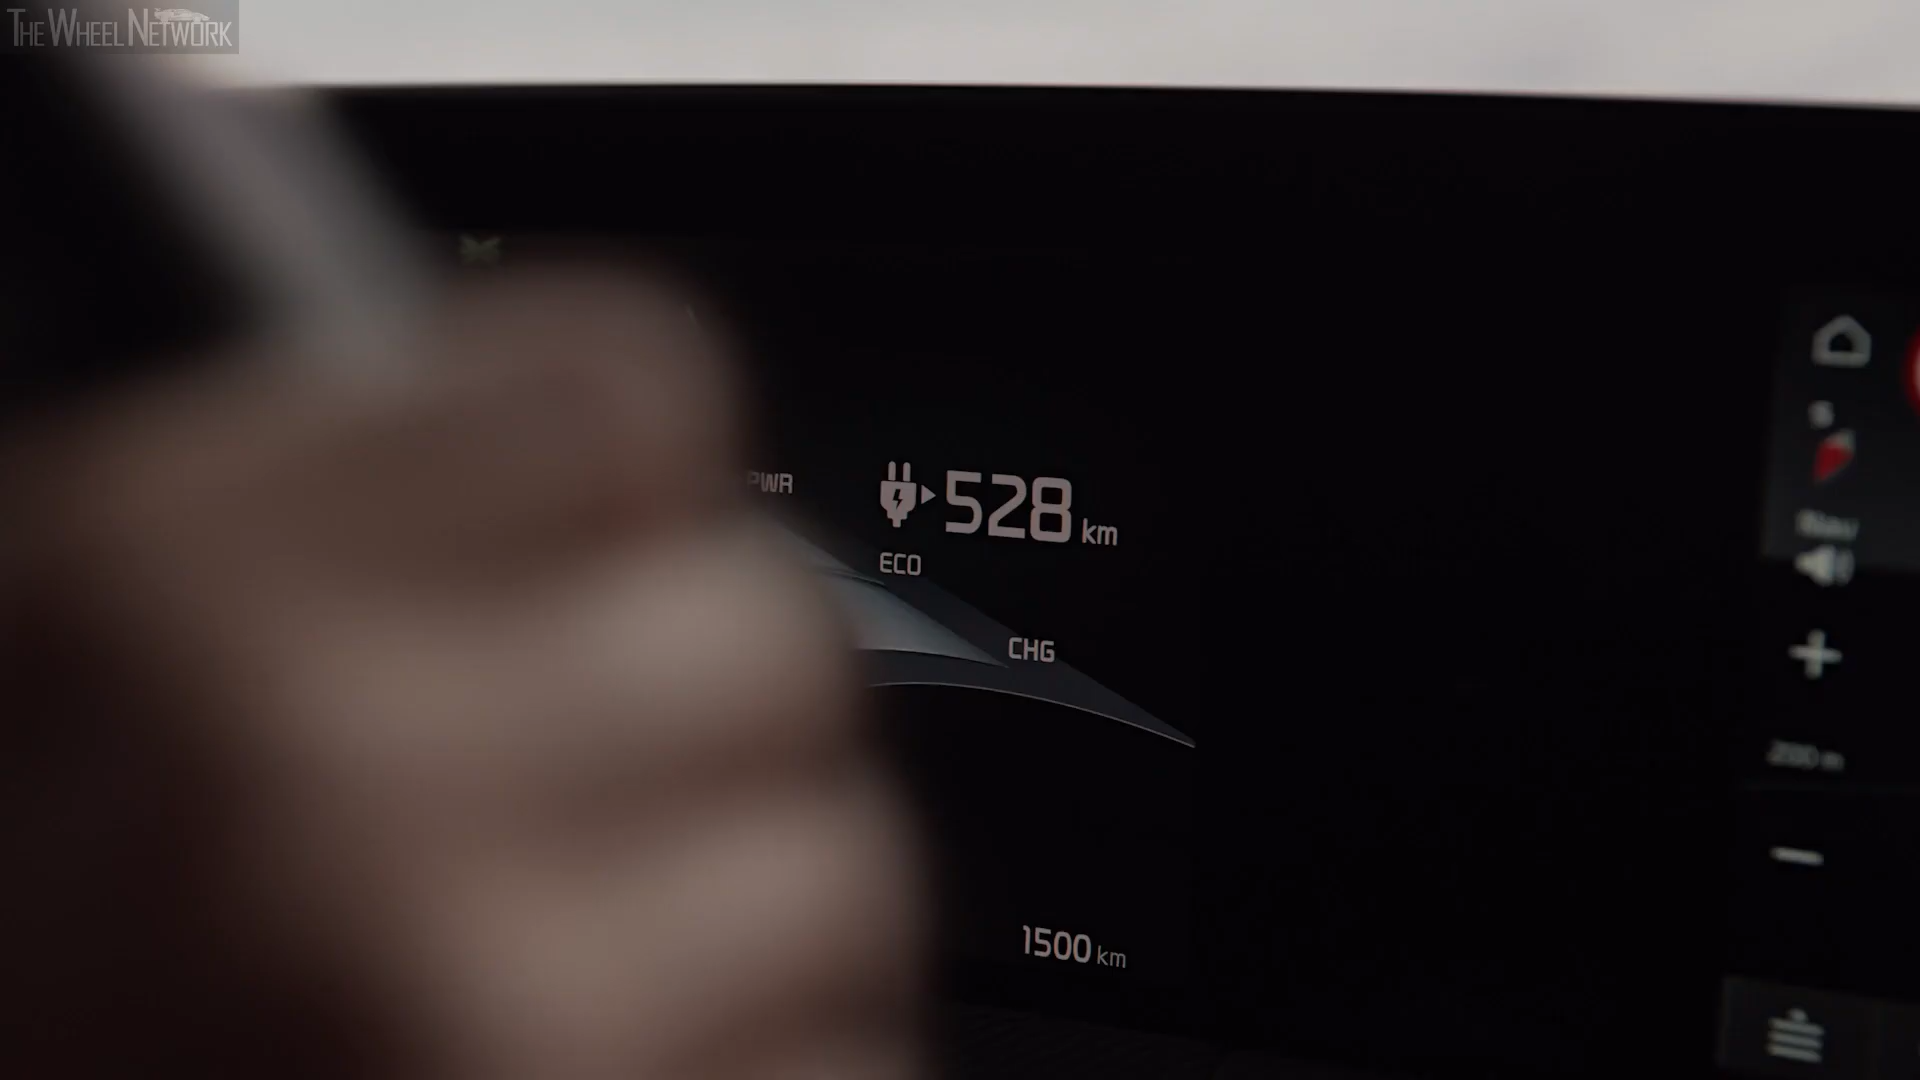 THE WHEEL NETWORK
PWR
528 km
ECO
CHG
1500 km